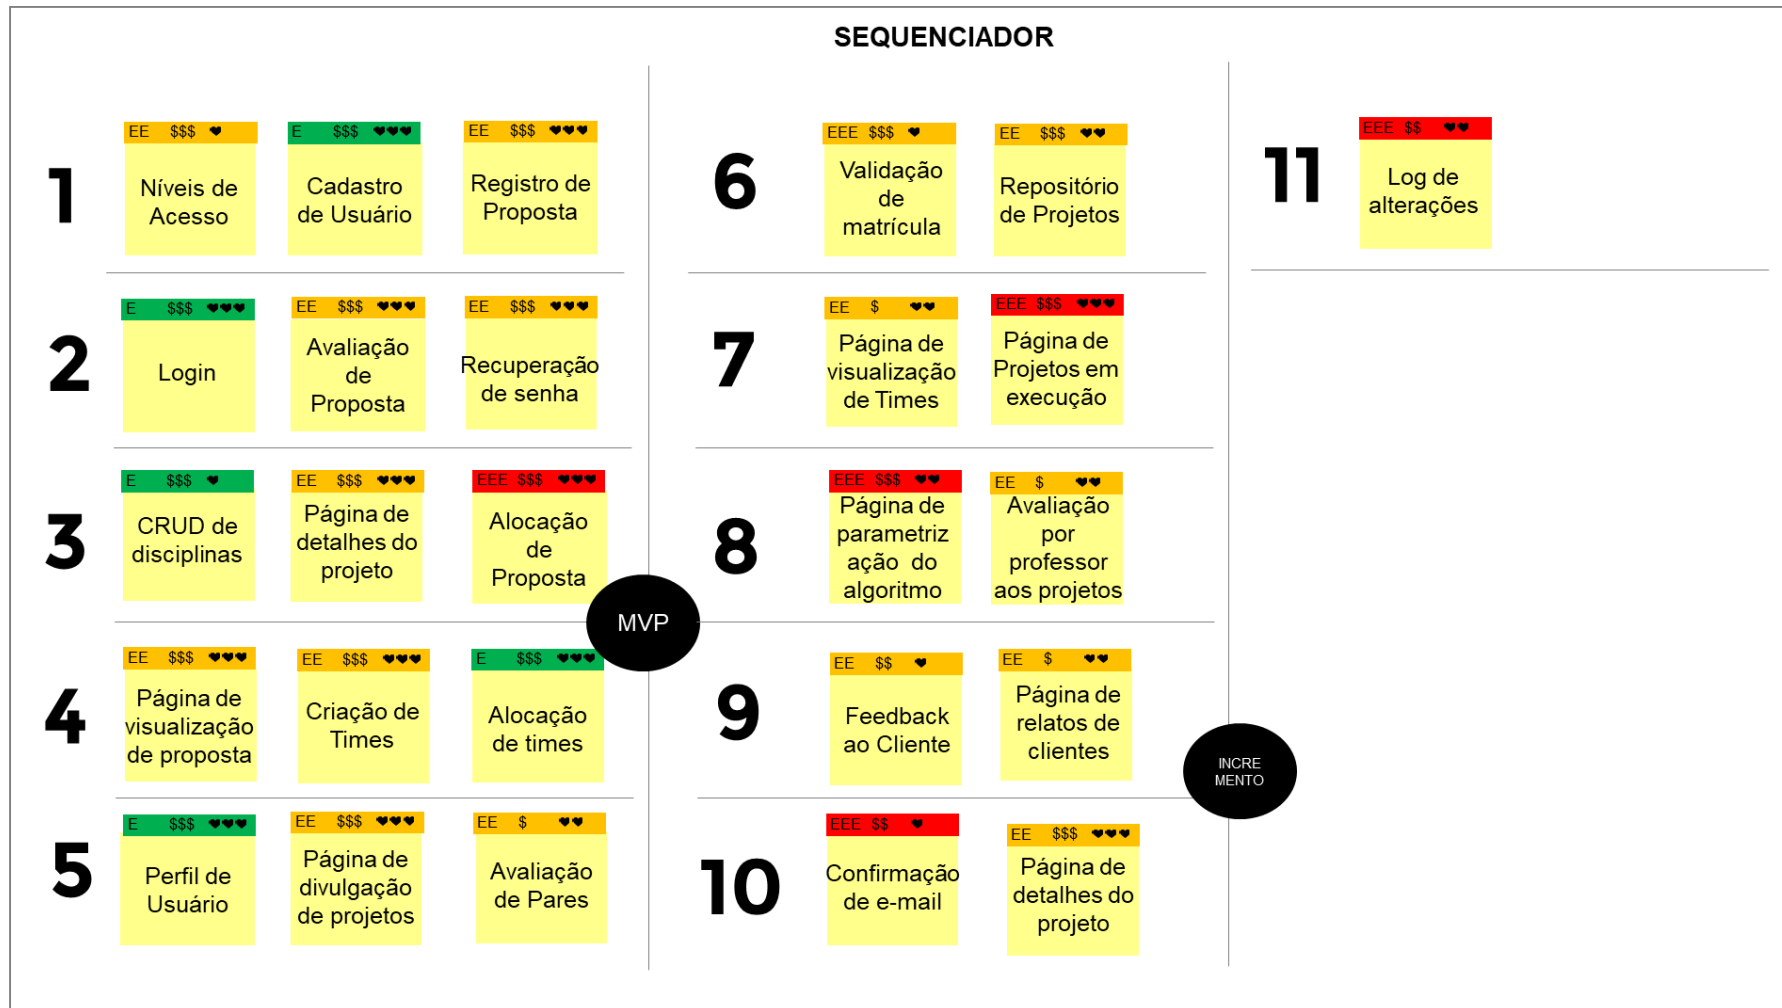 SEQUENCIADOR
1
EE $$$ ♥
Níveis de
Acesso
E $$$ ♥♥♥
Cadastro
de Usuário
EE $$$ ♥♥♥
Registro de
Proposta
2
E $$$ ♥♥♥
Login
EE $$$ ♥♥♥
Avaliação
de
Proposta
EE $$$ ♥♥♥
Recuperação
de senha
3
E $$$ ♥
CRUD de
disciplinas
EE $$$ ♥♥♥
Página de
detalhes do
projeto
EEE $$$ ♥♥♥
Alocação
de
Proposta
MVP
4
EE $$$ ♥♥♥
Página de
visualização
de proposta
EE $$$ ♥♥♥
Criação de
Times
E $$$ ♥♥♥
Alocação
de times
5
E $$$ ♥♥♥
Perfil de
Usuário
EE $$$ ♥♥♥
Página de
divulgação
de projetos
EE $ ♥♥
Avaliação
de Pares
6
EEE $$$ ♥
Validação
de
matrícula
EE $$$ ♥♥
Repositório
de Projetos
7
EE $ ♥♥
Página de
visualização
de Times
EEE $$$ ♥♥♥
Página de
Projetos em
execução
8
EEE $$$ ♥♥
Página de
parametriz
ação do
algoritmo
EE $ ♥♥
Avaliação
por
professor
aos projetos
9
EE $$ ♥
Feedback
ao Cliente
EE $ ♥♥
Página de
relatos de
clientes
INCRE
MENTO
10
EEE $$ ♥
Confirmação
de e-mail
EE $$$ ♥♥♥
Página de
detalhes do
projeto
11
EEE $$ ♥♥
Log de
alterações